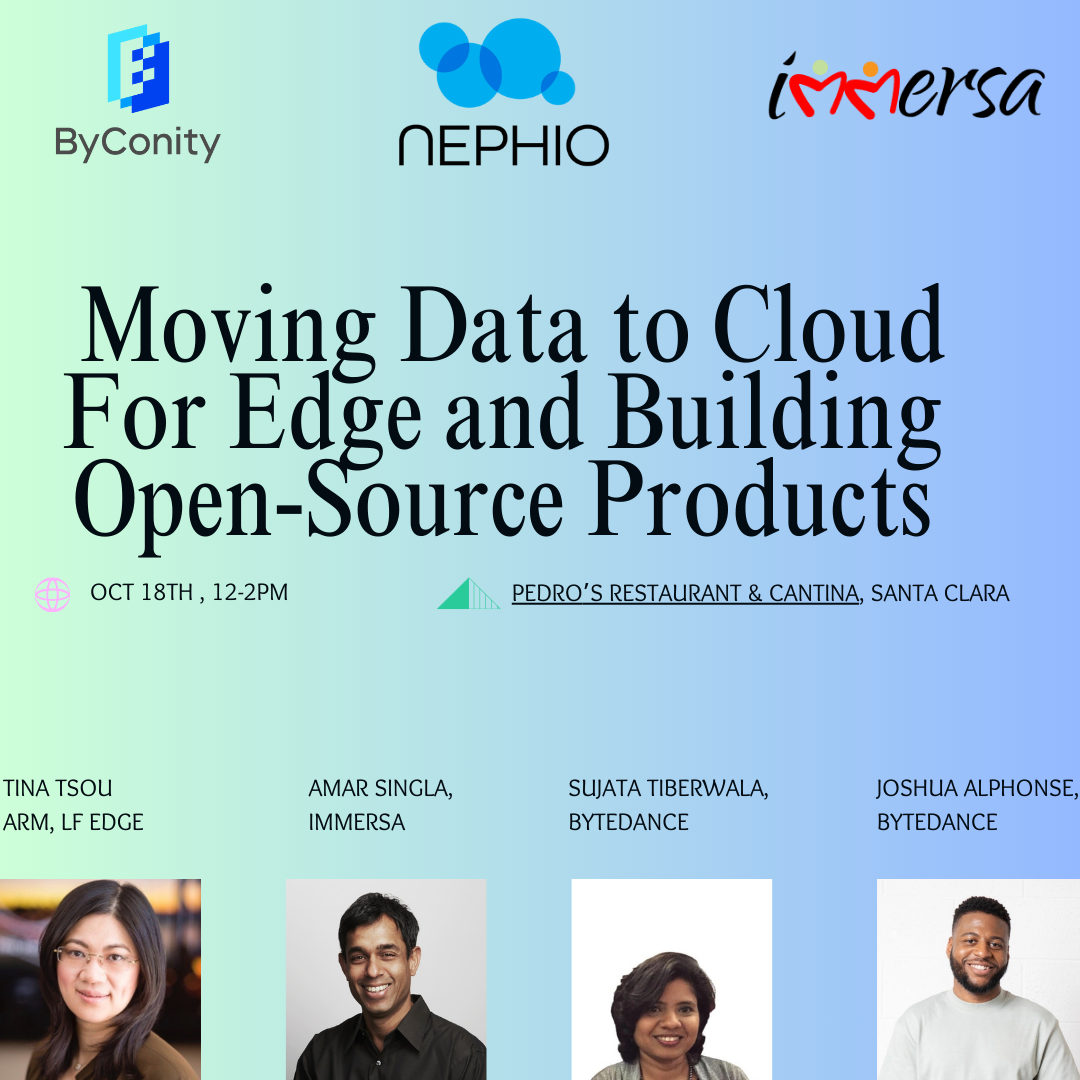 ByConity
NEPHIO
immersa
Moving Data to Cloud
For Edge and Building
Open-Source Products
OCT 18TH , 12-2PM
PEDRO'S RESTAURANT & CANTINA, SANTA CLARA
TINA TSOU
ARM, LF EDGE
AMAR SINGLA,
IMMERSA
SUJATA TIBERWALA,
BYTEDANCE
JOSHUA ALPHONSE,
BYTEDANCE